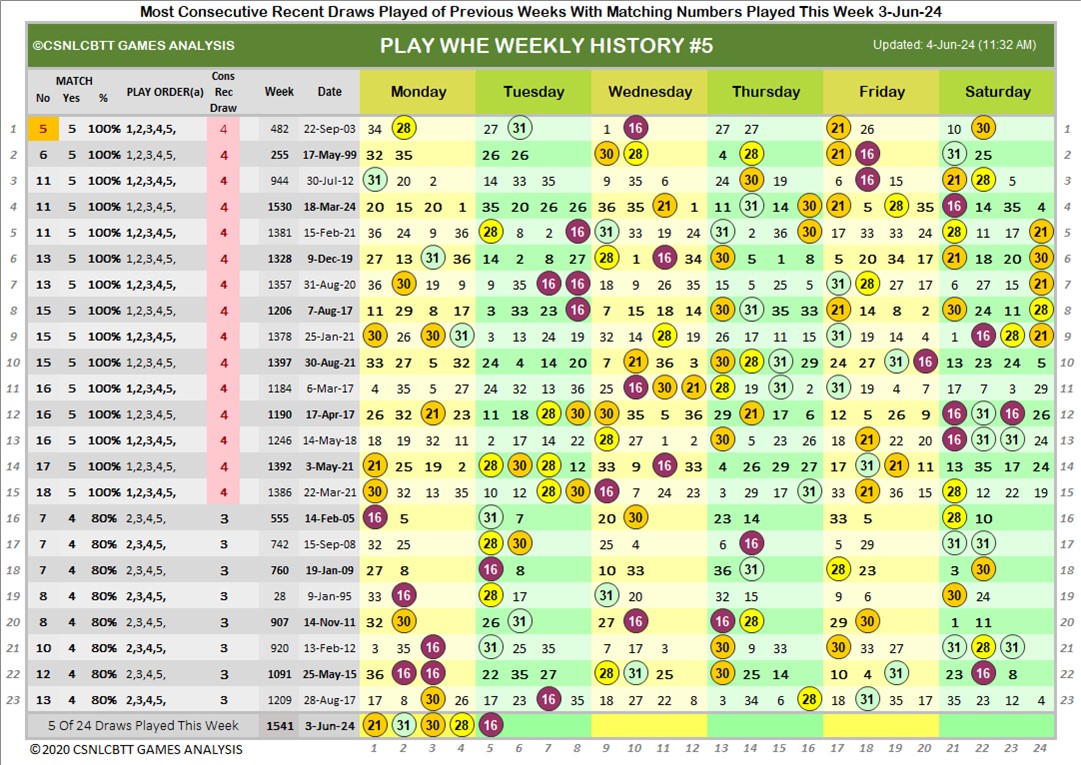 Most Consecutive Recent Draws Played of Previous Weeks With Matching Numbers Played This Week 3-Jun-24
©CSNLCBTT GAMES ANALYSIS PLAY WHE WEEKLY HISTORY #5 Updated: 4-Jun-24 (11:32 AM)
No MATCH Yes % PLAY ORDER(a) Cons Rec Draw Week Date Monday Tuesday Wednesday Thursday Friday Saturday
1 5 5 100% 1,2,3,4,5, 4 482 22-Sep-03 34 28 27 31 1 16 27 27 21 26 10 30 1
2 6 5 100% 1,2,3,4,5, 4 255 17-May-99 32 35 26 26 30 28 4 28 21 16 31 25 2
3 11 5 100% 1,2,3,4,5, 4 944 30-Jul-12 31 20 2 14 33 35 9 35 6 24 30 19 6 16 15 21 28 5 3
4 11 5 100% 1,2,3,4,5, 4 1530 18-Mar-24 20 15 20 1 35 20 26 26 36 35 21 1 11 31 14 30 21 5 28 35 16 14 35 4 4
5 11 5 100% 1,2,3,4,5, 4 1381 15-Feb-21 36 24 9 36 28 8 2 16 31 33 19 24 31 2 36 30 17 33 33 24 28 11 17 21 5
6 13 5 100% 1,2,3,4,5, 4 1328 9-Dec-19 27 13 31 36 14 2 8 27 28 1 16 34 30 5 1 8 5 20 34 17 21 18 20 30 6
7 13 5 100% 1,2,3,4,5, 4 1357 31-Aug-20 36 30 19 9 9 35 16 16 18 9 26 35 15 5 25 5 31 28 27 17 6 27 15 21 7
8 15 5 100% 1,2,3,4,5, 4 1206 7-Aug-17 11 29 8 17 3 33 23 16 7 15 18 14 30 31 35 33 21 14 8 2 30 24 11 28 8
9 15 5 100% 1,2,3,4,5, 4 1378 25-Jan-21 30 26 30 31 3 13 24 19 32 14 28 19 26 17 11 15 31 19 14 4 1 16 28 21 9
10 15 5 100% 1,2,3,4,5, 4 1397 30-Aug-21 33 27 5 32 24 4 14 20 7 21 36 3 30 28 31 29 24 27 31 16 13 23 24 5 10
11 16 5 100% 1,2,3,4,5, 4 1184 6-Mar-17 4 35 5 27 24 32 13 36 25 16 30 21 28 19 31 2 31 19 4 7 17 7 3 29 11
12 16 5 100% 1,2,3,4,5, 4 1190 17-Apr-17 26 32 21 23 11 18 28 30 30 35 5 36 29 21 17 6 12 5 26 9 16 31 16 26 12
13 16 5 100% 1,2,3,4,5, 4 1246 14-May-18 18 19 32 11 2 17 14 22 28 27 1 2 30 5 23 26 18 21 22 20 16 31 31 24 13
14 17 5 100% 1,2,3,4,5, 4 1392 3-May-21 21 25 19 2 28 30 28 12 33 9 16 33 4 26 29 27 17 31 21 11 13 35 17 24 14
15 18 5 100% 1,2,3,4,5, 4 1386 22-Mar-21 30 32 13 35 10 12 28 30 16 7 24 23 3 29 17 31 33 21 36 15 28 12 22 19 15
16 7 4 80% 2,3,4,5, 3 555 14-Feb-05 16 5 31 7 20 30 23 14 33 5 28 10 16
17 7 4 80% 2,3,4,5, 3 742 15-Sep-08 32 25 28 30 25 4 6 16 5 29 31 31 17
18 7 4 80% 2,3,4,5, 3 760 19-Jan-09 27 8 16 8 10 33 36 31 28 23 3 30 18
19 8 4 80% 2,3,4,5, 3 28 9-Jan-95 33 16 28 17 31 20 32 15 9 6 30 24 19
20 8 4 80% 2,3,4,5, 3 907 14-Nov-11 32 30 26 31 27 16 16 28 29 30 1 11 20
21 10 4 80% 2,3,4,5, 3 920 13-Feb-12 3 35 16 31 25 35 7 17 3 30 9 33 30 33 27 31 28 31 21
22 12 4 80% 2,3,4,5, 3 1091 25-May-15 36 16 16 22 35 27 28 31 25 30 25 14 10 4 31 23 16 8 22
23 13 4 80% 2,3,4,5, 3 1209 28-Aug-17 17 8 30 26 17 23 16 35 18 27 22 8 3 34 6 28 18 31 35 17 35 23 12 4 23
5 Of 24 Draws Played This Week 1541 3-Jun-24 21 31 30 28 16
© 2020 CSNLCBTT GAMES ANALYSIS 1 2 3 4 5 6 7 8 9 10 11 12 13 14 15 16 17 18 19 20 21 22 23 24